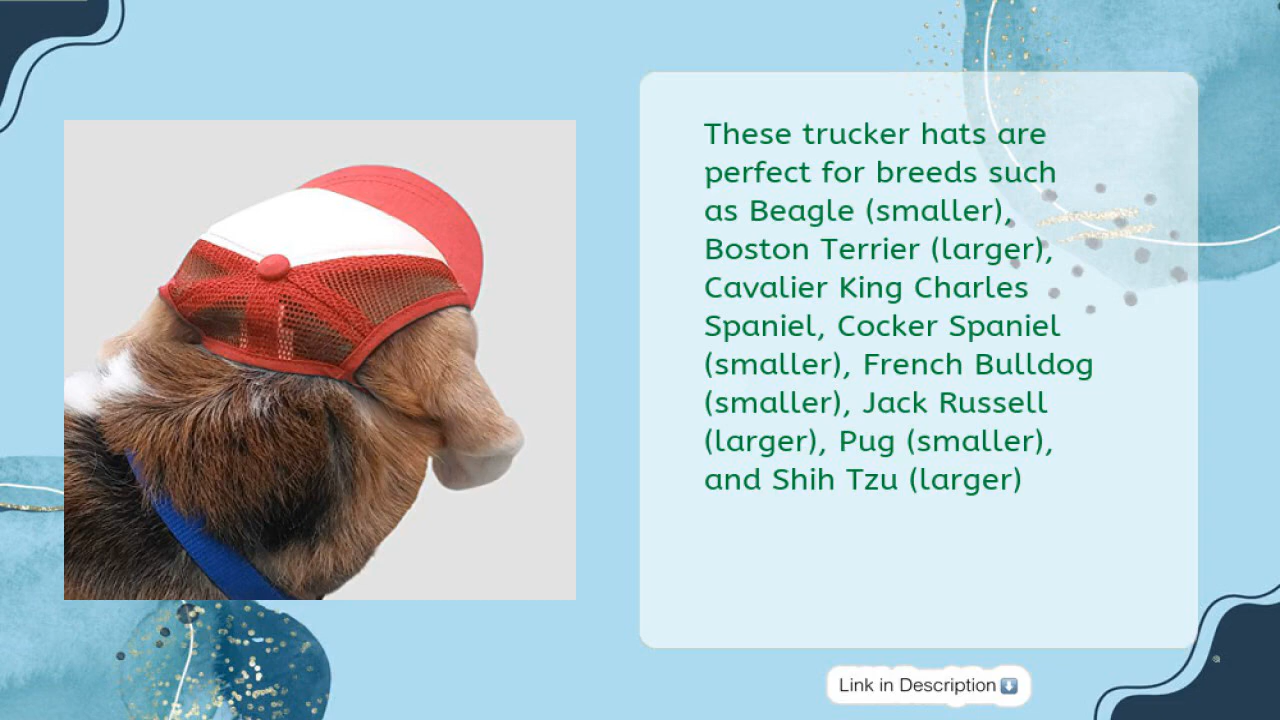 These trucker hats are
perfect for breeds such
as Beagle (smaller),
Boston Terrier (larger),
Cavalier King Charles
Spaniel, Cocker Spaniel
(smaller), French Bulldog
(smaller), Jack Russell
(larger), Pug (smaller),
and Shih Tzu (larger)
Link in Description ⬇️